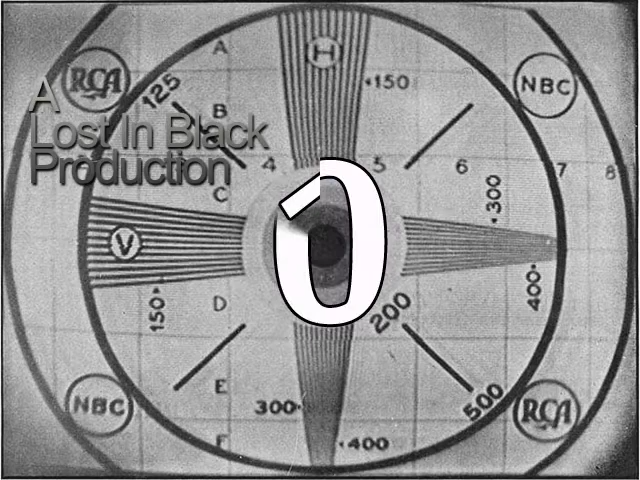 A
H
RCA
125
150
NBC
A
B
Lost In Black
Production
4
5
6
7
8
C
300
0
V
150
D
200
400
E
NBC
300
500
RCA
F
400